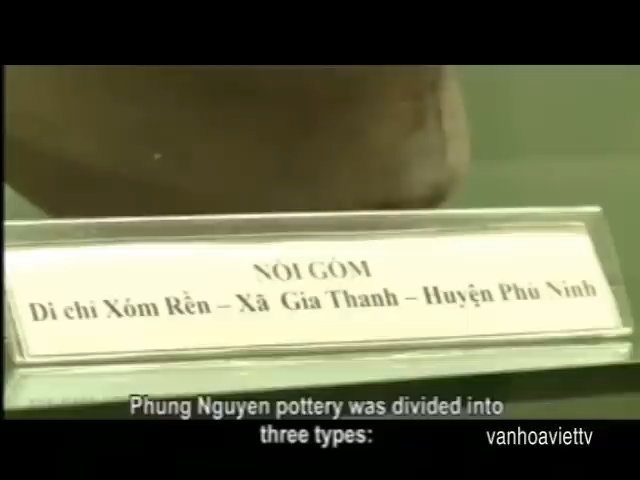 NỒI GỐM
Di chỉ Xóm Rền – Xã Gia Thanh – Huyện Phù Ninh
Phung Nguyen pottery was divided into
three types:
vanhoaviettv